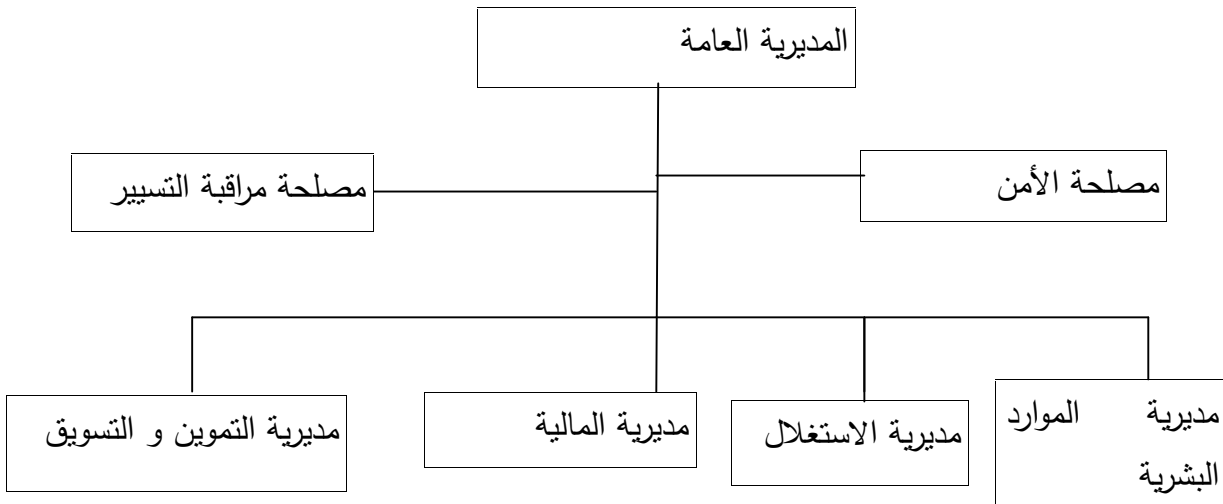 المديرية العامة
مصلحة الأمن
مصلحة مراقبة التسيير
مديرية الموارد
البشرية
مديرية الاستغلال
مديرية المالية
مديرية التموين و التسويق